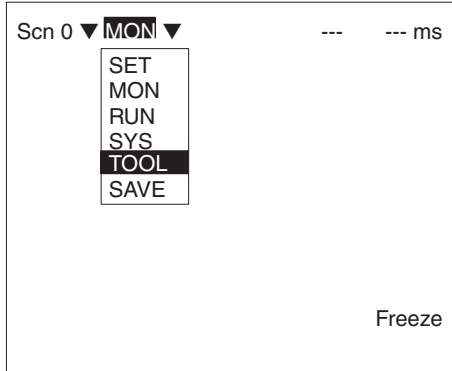 Scn 0 ▼ MON ▼ --- --- ms
SET
MON
RUN
SYS
TOOL
SAVE
Freeze